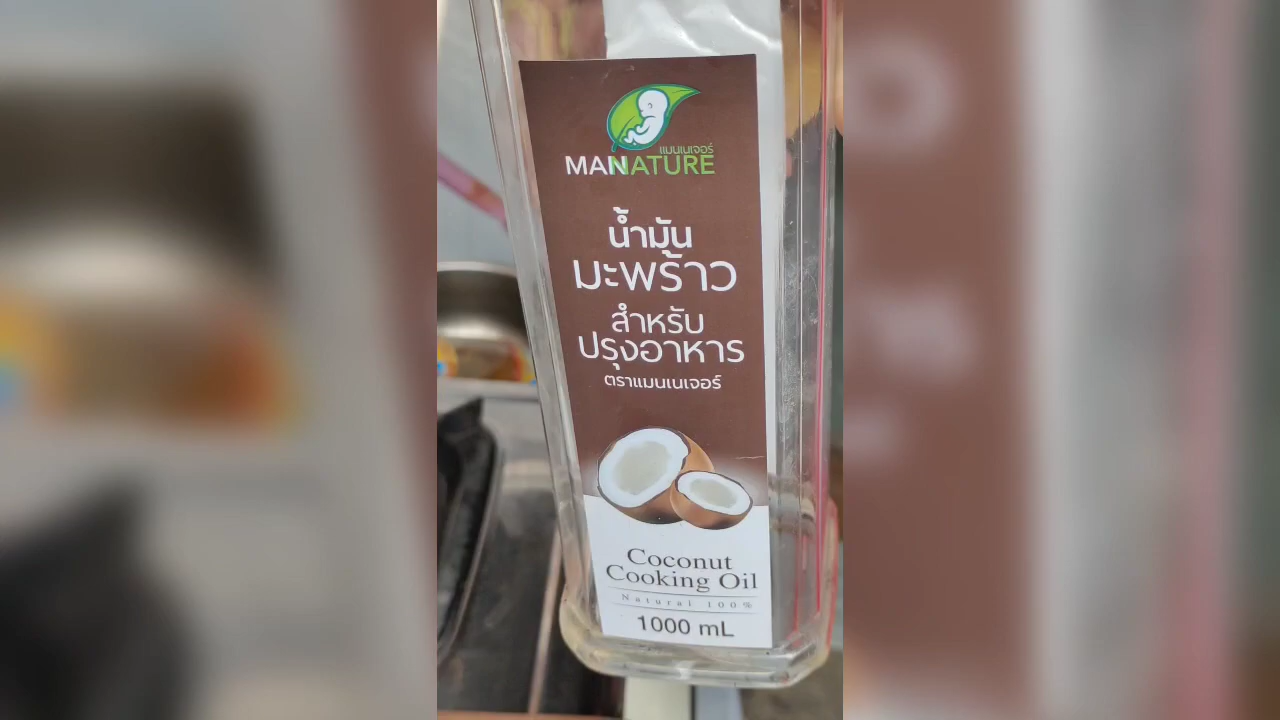 แมนเนเจอร์
MANNATURE
น้ำมัน
มะพร้าว
สำหรับ
ปรุงอาหาร
ตราแมนเนเจอร์
Coconut
Cooking Oil
Natural 100%
1000 mL